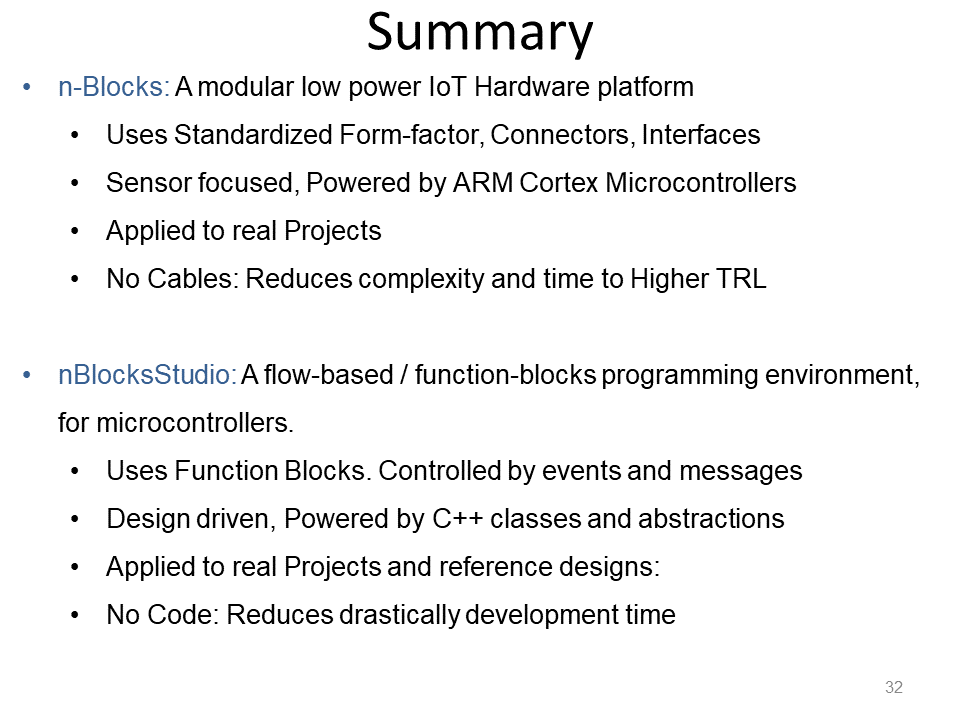 Summary
• n-Blocks: A modular low power IoT Hardware platform
• Uses Standardized Form-factor, Connectors, Interfaces
• Sensor focused, Powered by ARM Cortex Microcontrollers
• Applied to real Projects
• No Cables: Reduces complexity and time to Higher TRL
• nBlocksStudio: A flow-based / function-blocks programming environment,
for microcontrollers.
• Uses Function Blocks. Controlled by events and messages
• Design driven, Powered by C++ classes and abstractions
• Applied to real Projects and reference designs:
• No Code: Reduces drastically development time
32